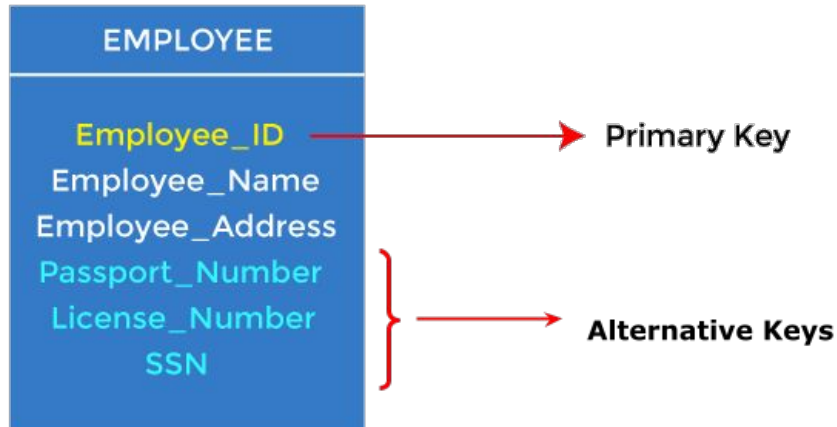 EMPLOYEE
Employee_ID
Primary Key
Employee_Name
Employee_Address
Passport_Number
License_Number
SSN
Alternative Keys